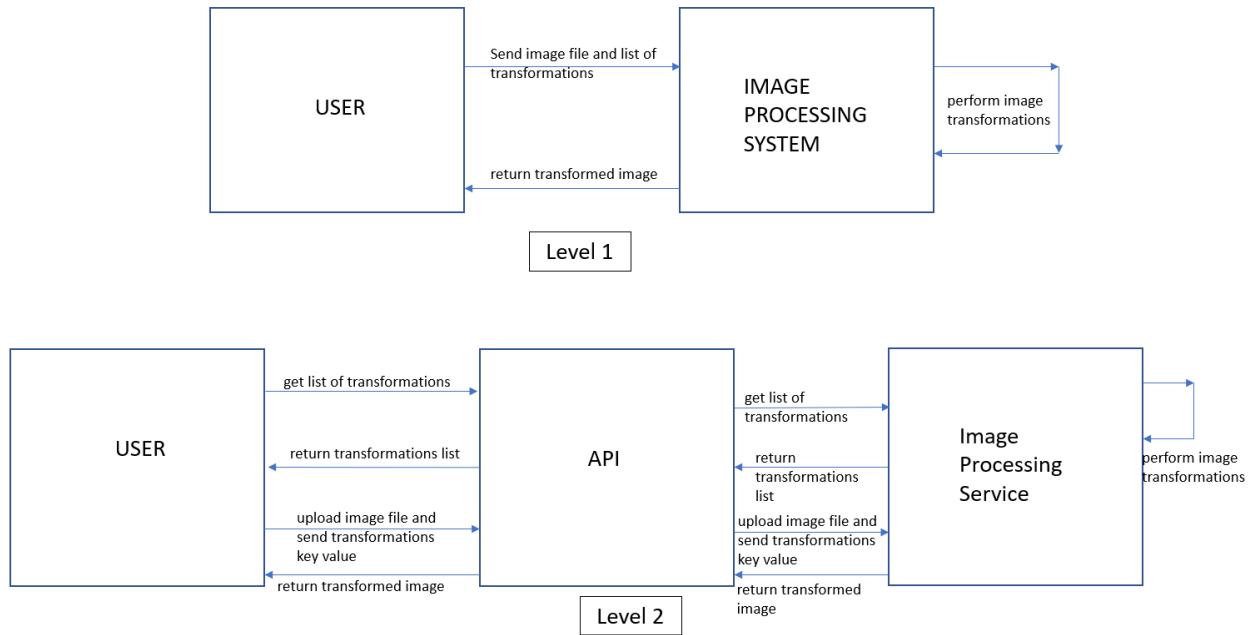 USER
Send image file and list of
transformations
return transformed image
IMAGE
PROCESSING
SYSTEM
perform image
transformations
Level 1
USER
get list of transformations
return transformations list
upload image file and
send transformations
key value
return transformed image
API
get list of
transformations
return
transformations
list
upload image file and
send transformations
key value
return transformed
image
Image
Processing
Service
perform image
transformations
Level 2